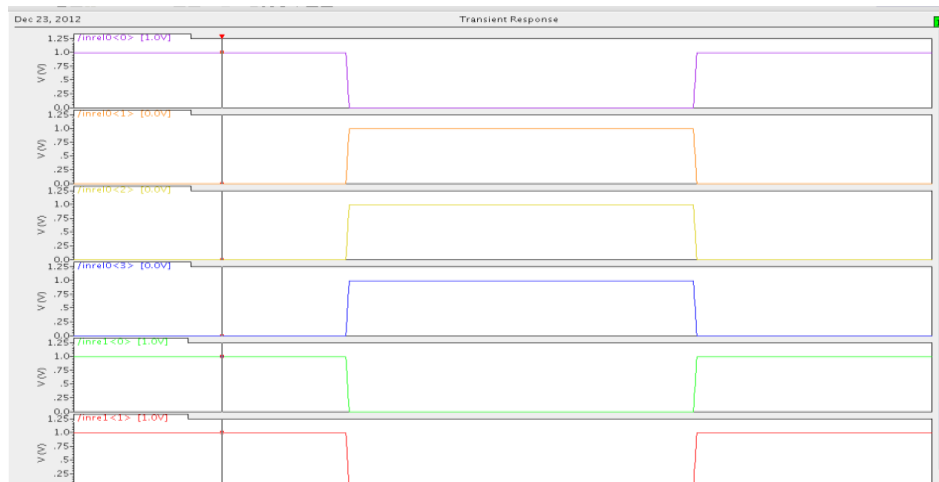 Dec 23, 2012 Transient Response
/inrel0<0> [1.0V]
V (V)
1.25
1.0
.75
.5
.25
0.0
/inrel0<1> [0.0V]
V (V)
1.25
1.0
.75
.5
.25
0.0
/inrel0<2> [0.0V]
V (V)
1.25
1.0
.75
.5
.25
0.0
/inrel0<3> [0.0V]
V (V)
1.25
1.0
.75
.5
.25
0.0
/inrel1<0> [1.0V]
V (V)
1.25
1.0
.75
.5
.25
0.0
/inrel1<1> [1.0V]
V (V)
1.25
1.0
.75
.5
.25